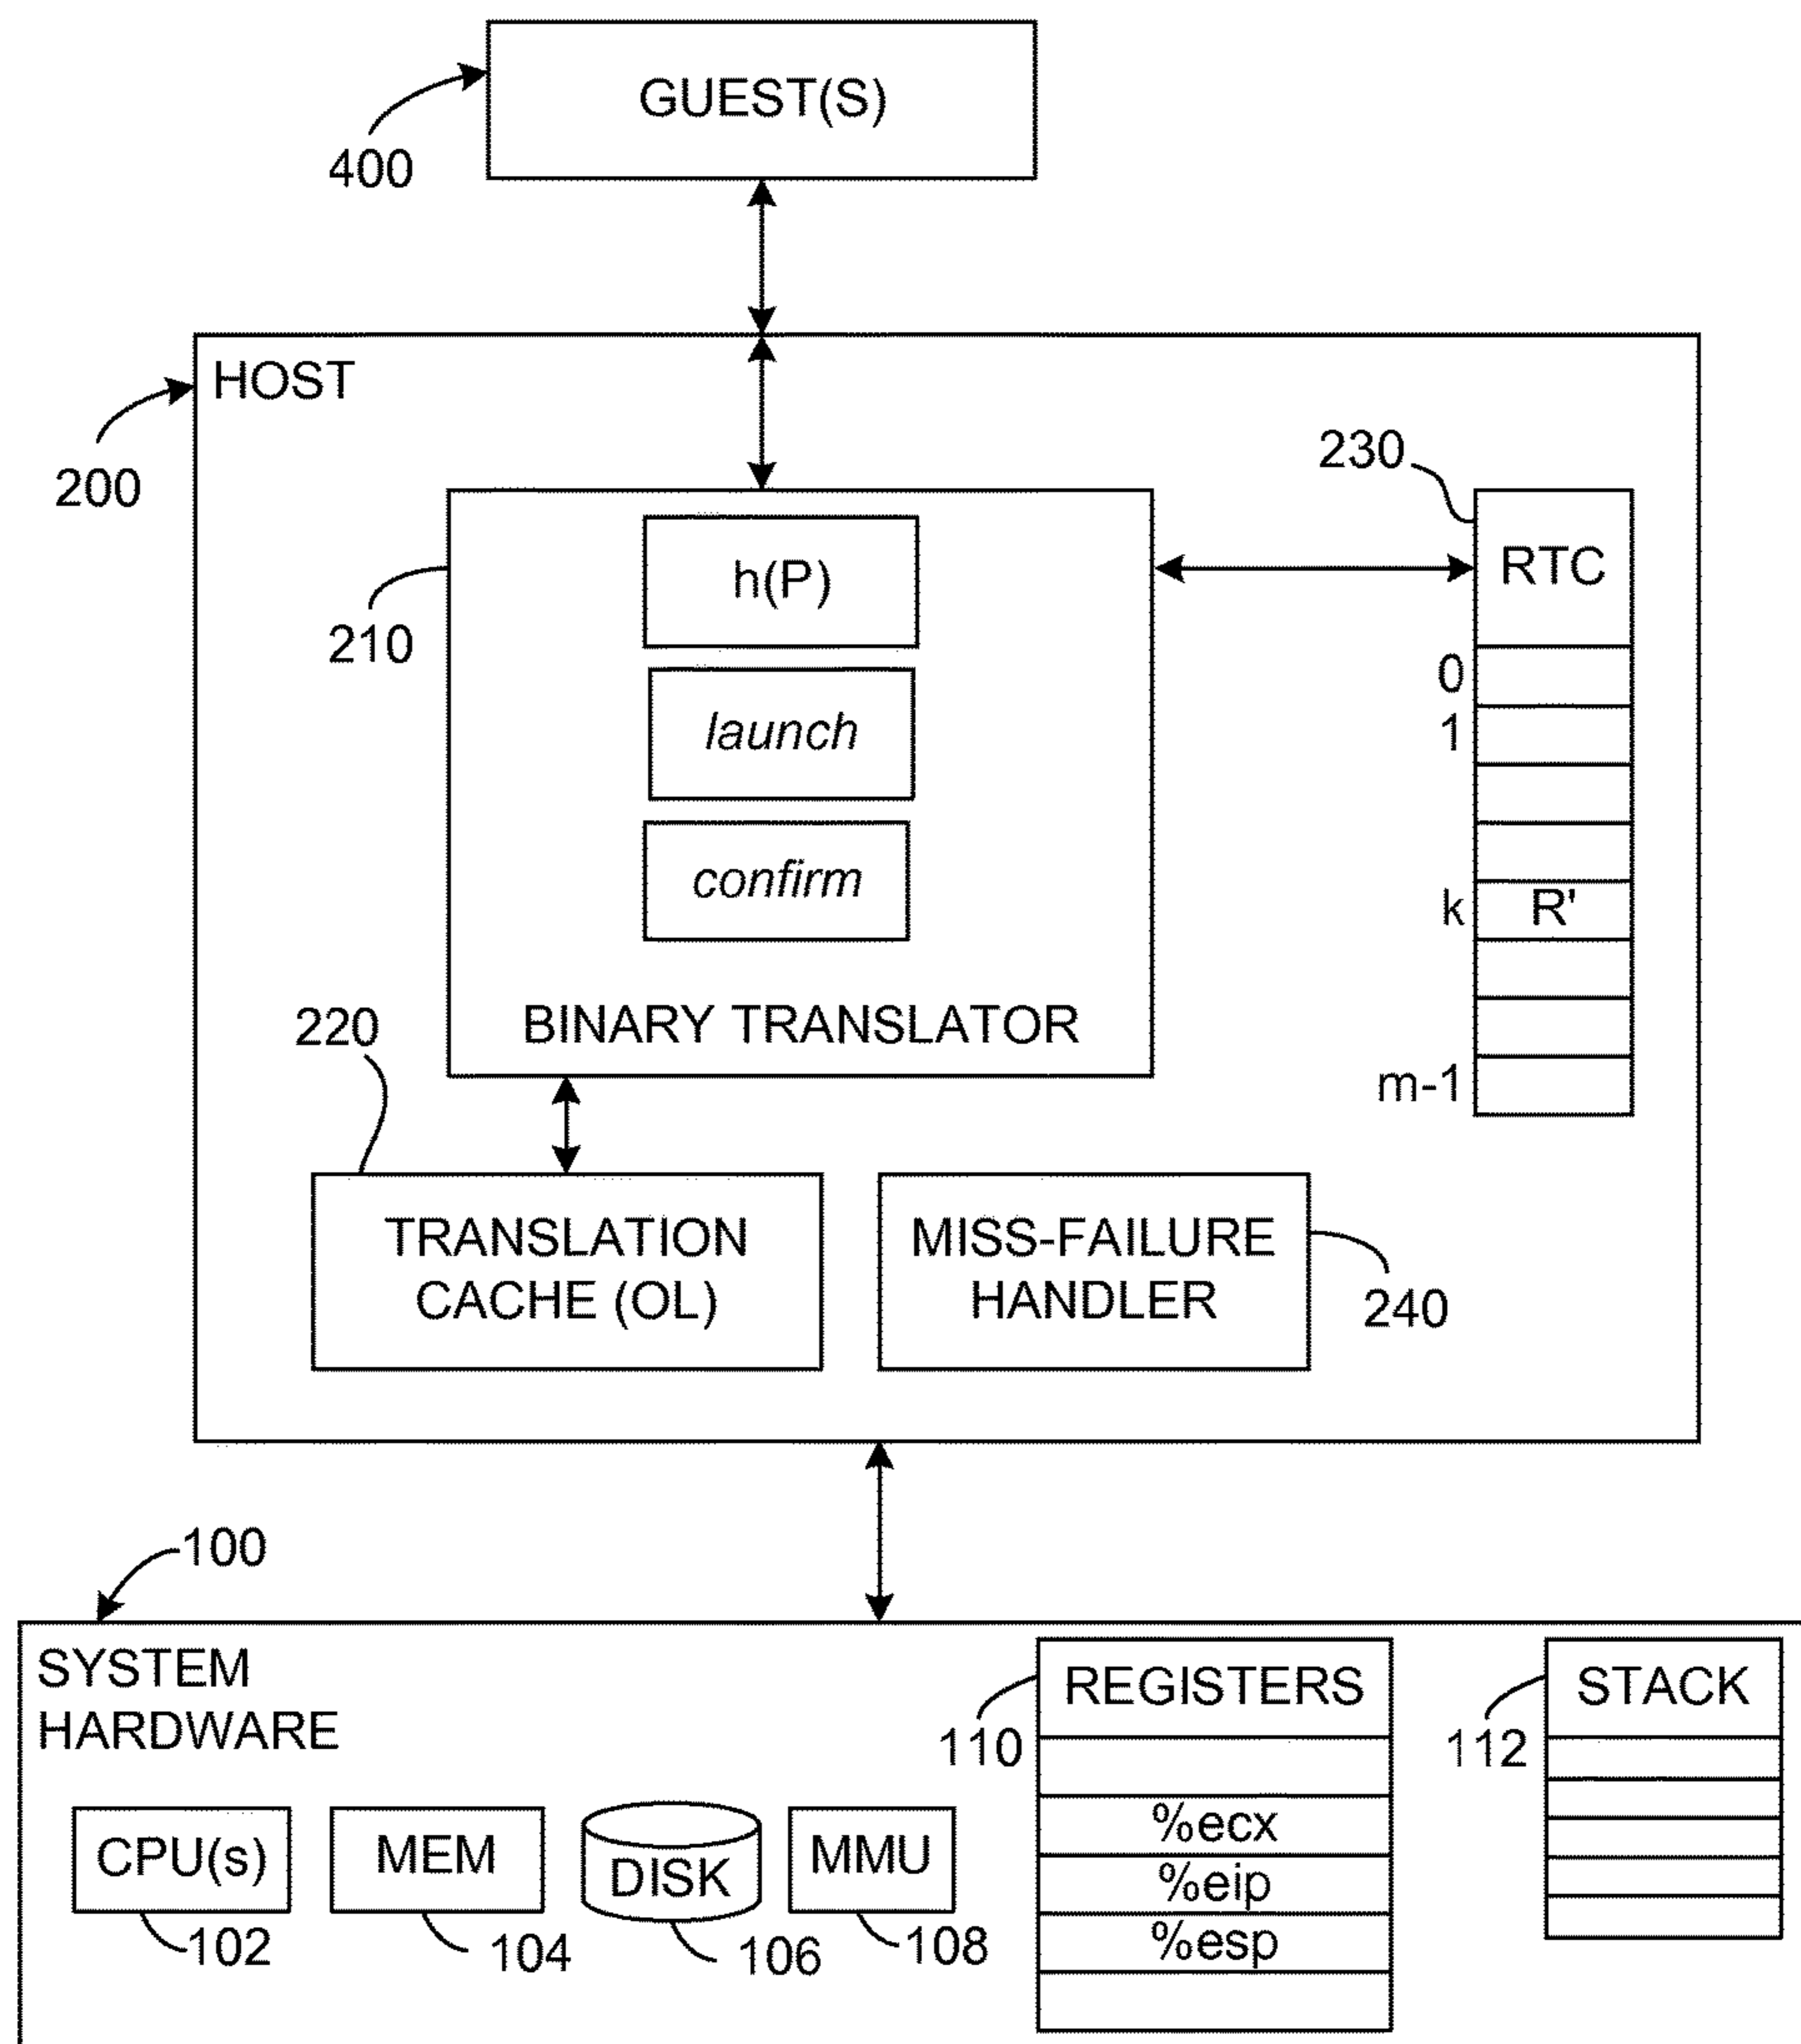 GUEST(S)
400
HOST
200
230
h(P)
RTC
210
0
launch
1
confirm
k
R'
220
BINARY TRANSLATOR
m-1
TRANSLATION
CACHE (OL)
MISS-FAILURE
HANDLER
240
100
SYSTEM
HARDWARE
REGISTERS
STACK
110
112
%ecx
CPU(s)
MEM
DISK
MMU
%eip
%esp
102
104
106
108